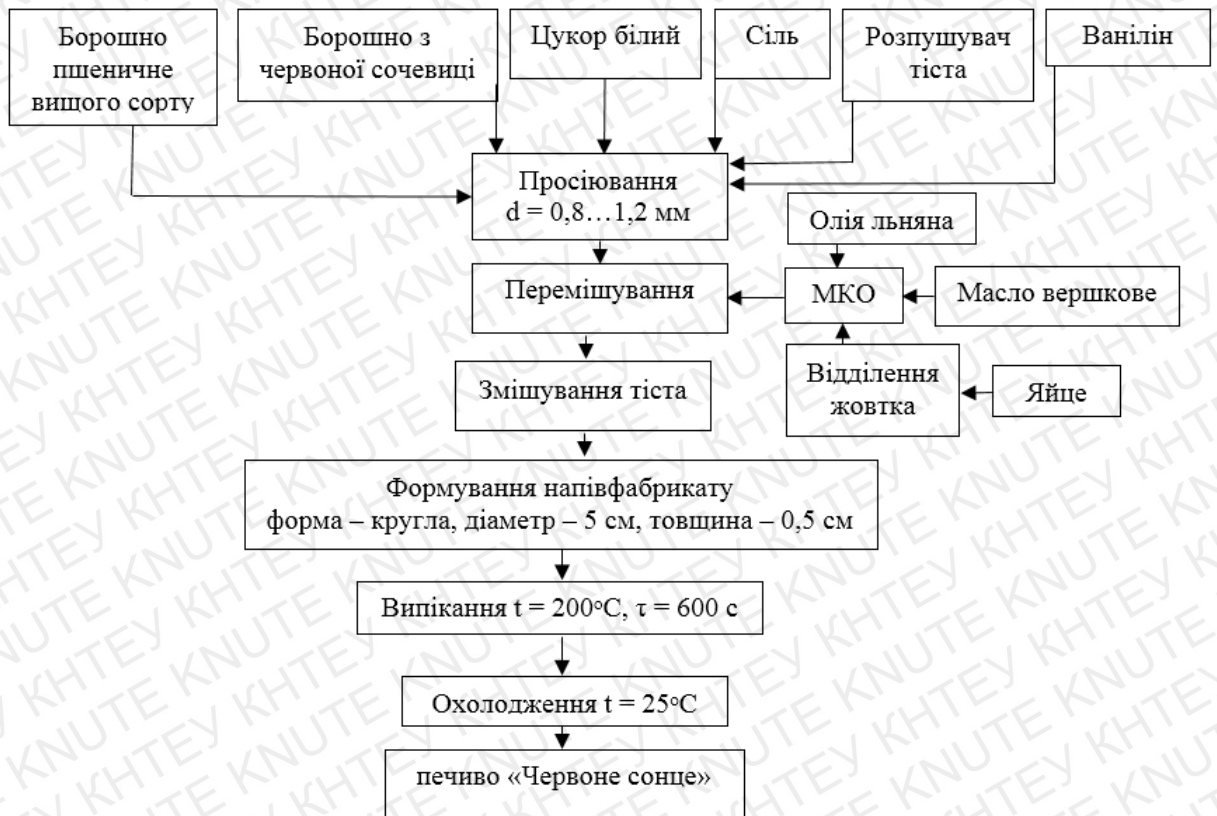 Борошно
пшеничне
вищого сорту
Борошно з
червоної сочевиці
Цукор білий
Сіль
Розпушувач
тіста
Ванілін
Просіювання
d = 0,8…1,2 мм
Олія льняна
Перемішування
МКО
Масло вершкове
Відділення
жовтка
Яйце
Змішування тіста
Формування напівфабрикату
форма – кругла, діаметр – 5 см, товщина – 0,5 см
Випікання t = 200°С, τ = 600 с
Охолодження t = 25°С
печиво «Червоне сонце»